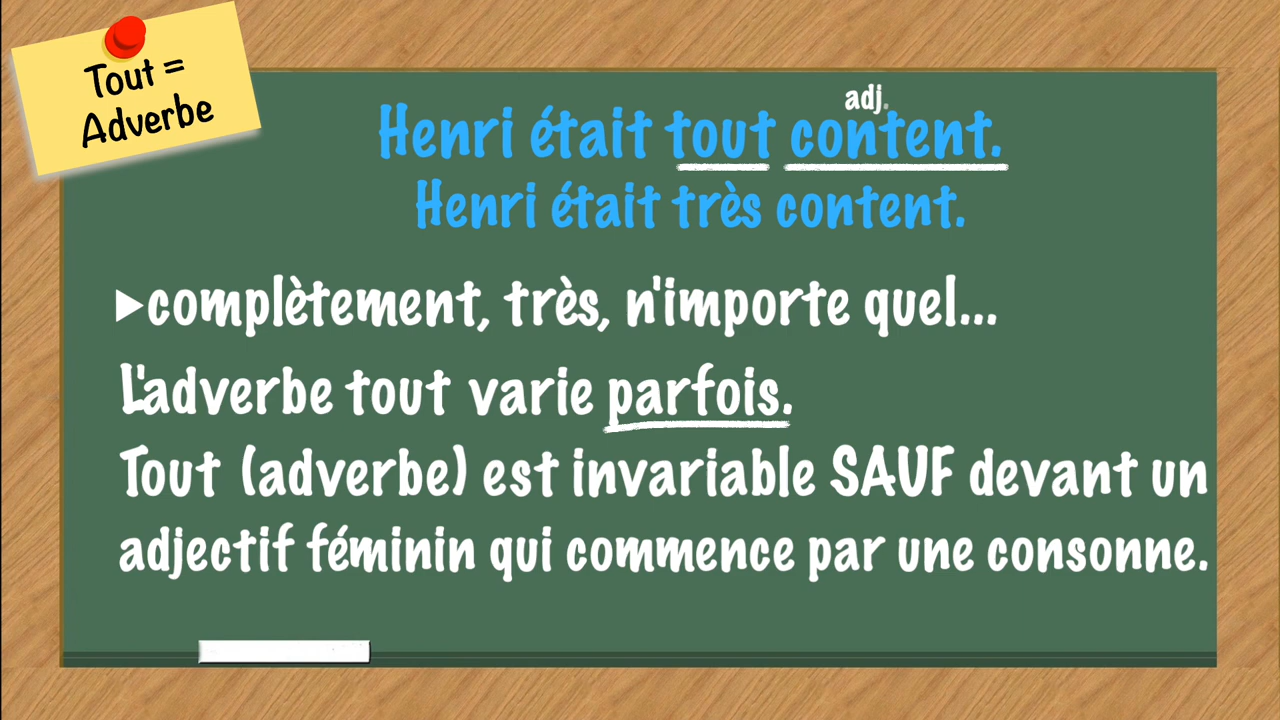 Tout =
Adverbe
adj.
Henri était tout content.
Henri était très content.
▶complètement, très, n'importe quel...
L'adverbe tout varie parfois.
Tout (adverbe) est invariable SAUF devant un
adjectif féminin qui commence par une consonne.